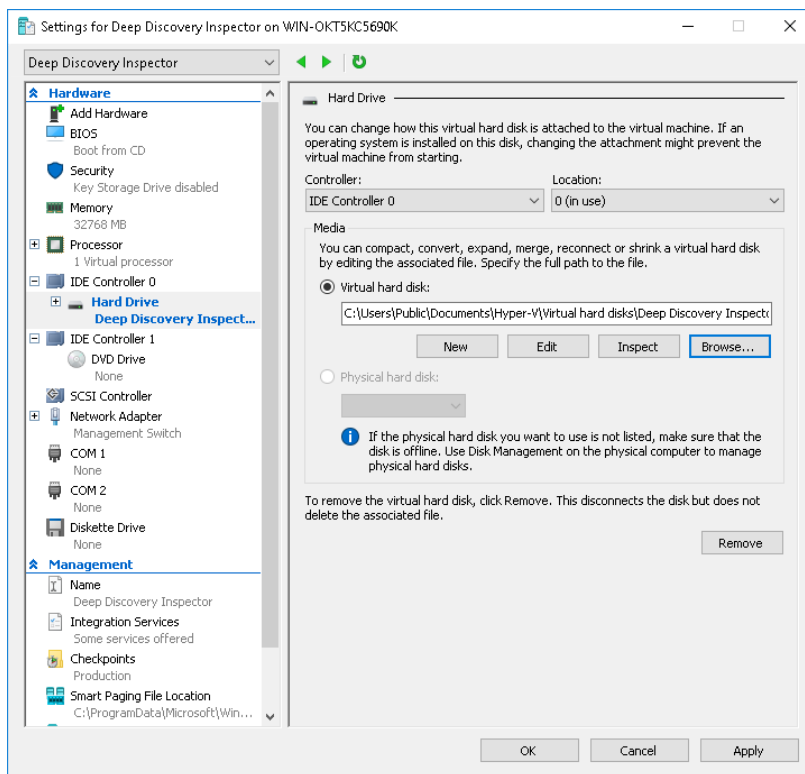 Settings for Deep Discovery Inspector on WIN-OKT5KC5690K
Deep Discovery Inspector
Hardware
Add Hardware
BIOS
Boot from CD
Security
Key Storage Drive disabled
Memory
32768 MB
Processor
1 Virtual processor
IDE Controller 0
Hard Drive
Deep Discovery Inspect...
IDE Controller 1
DVD Drive
None
SCSI Controller
Network Adapter
Management Switch
COM 1
None
COM 2
None
Diskette Drive
None
Management
Name
Deep Discovery Inspector
Integration Services
Some services offered
Checkpoints
Production
Smart Paging File Location
C:\ProgramData\Microsoft\Win...
Hard Drive
You can change how this virtual hard disk is attached to the virtual machine. If an
operating system is installed on this disk, changing the attachment might prevent the
virtual machine from starting.
Controller: Location:
IDE Controller 0 0 (in use)
Media
You can compact, convert, expand, merge, reconnect or shrink a virtual hard disk
by editing the associated file. Specify the full path to the file.
Virtual hard disk:
C:\Users\Public\Documents\Hyper-V\Virtual hard disks\Deep Discovery Inspect
New Edit Inspect Browse...
Physical hard disk:
If the physical hard disk you want to use is not listed, make sure that the
disk is offline. Use Disk Management on the physical computer to manage
physical hard disks.
To remove the virtual hard disk, click Remove. This disconnects the disk but does not
delete the associated file.
Remove
OK Cancel Apply